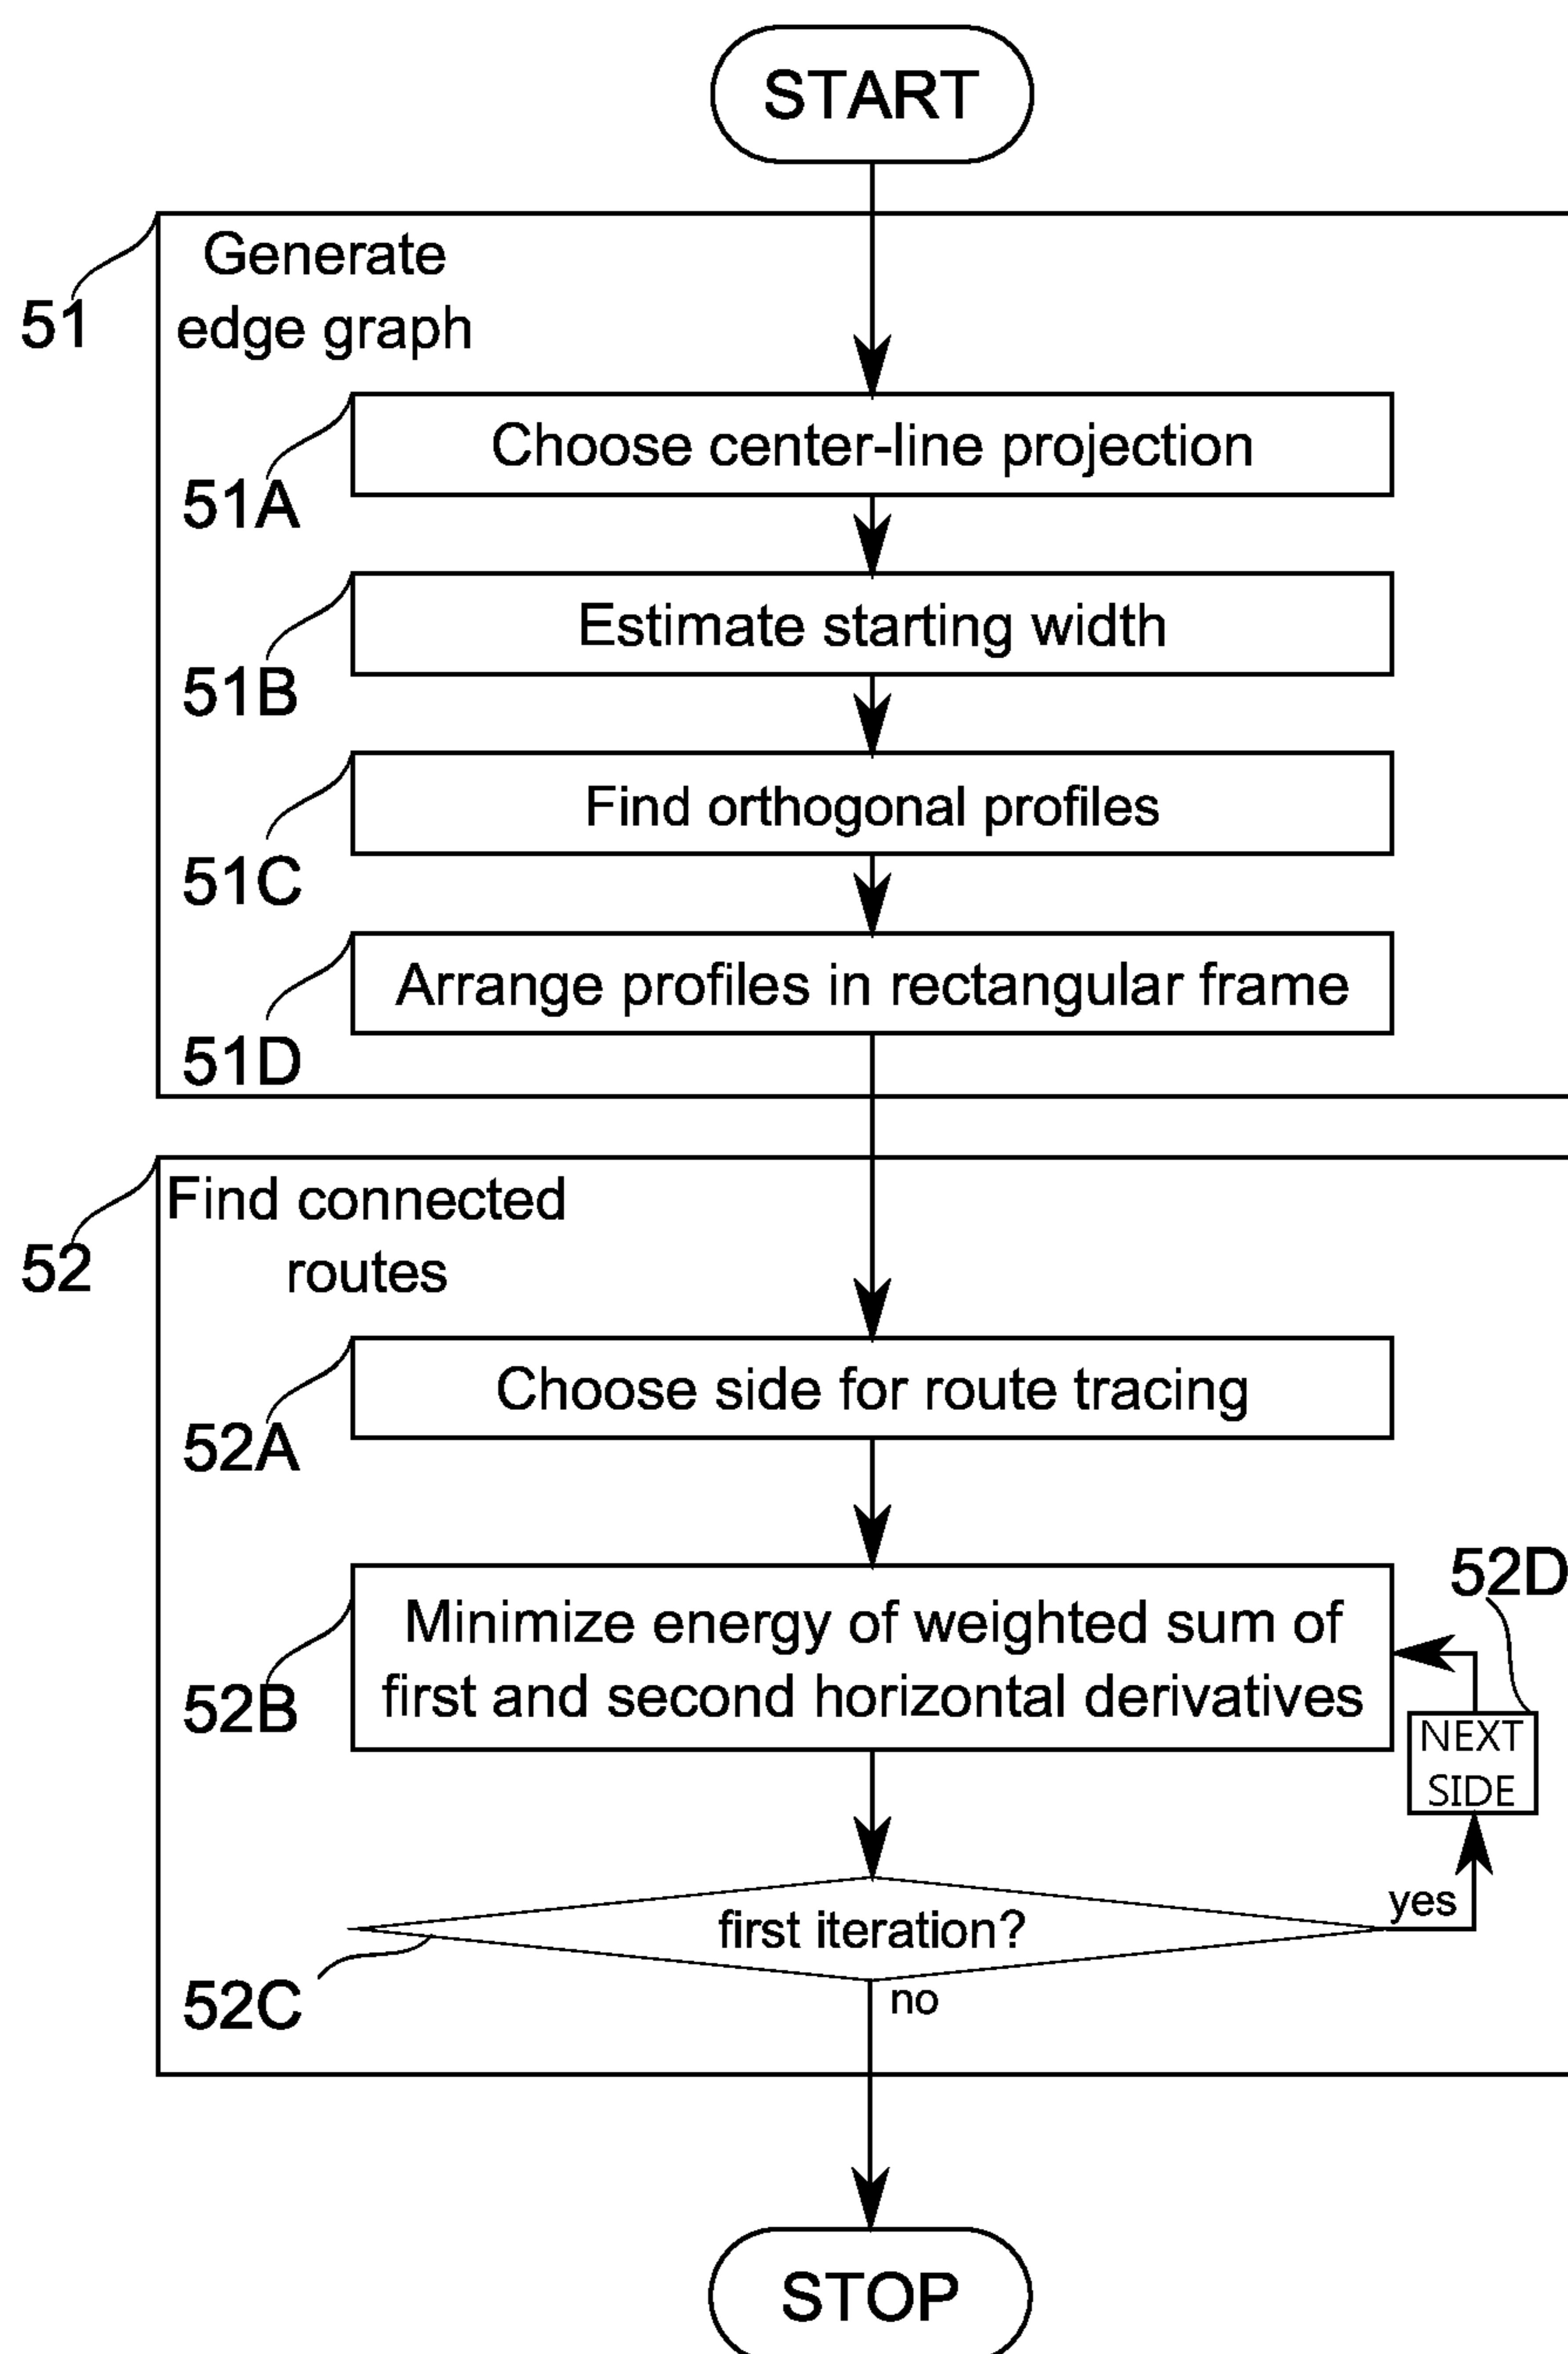 START
51
Generate
edge graph
51A
Choose center-line projection
51B
Estimate starting width
51C
Find orthogonal profiles
51D
Arrange profiles in rectangular frame
52
Find connected
routes
52A
Choose side for route tracing
52B
Minimize energy of weighted sum of
first and second horizontal derivatives
52D
NEXT
SIDE
52C
first iteration?
yes
no
STOP